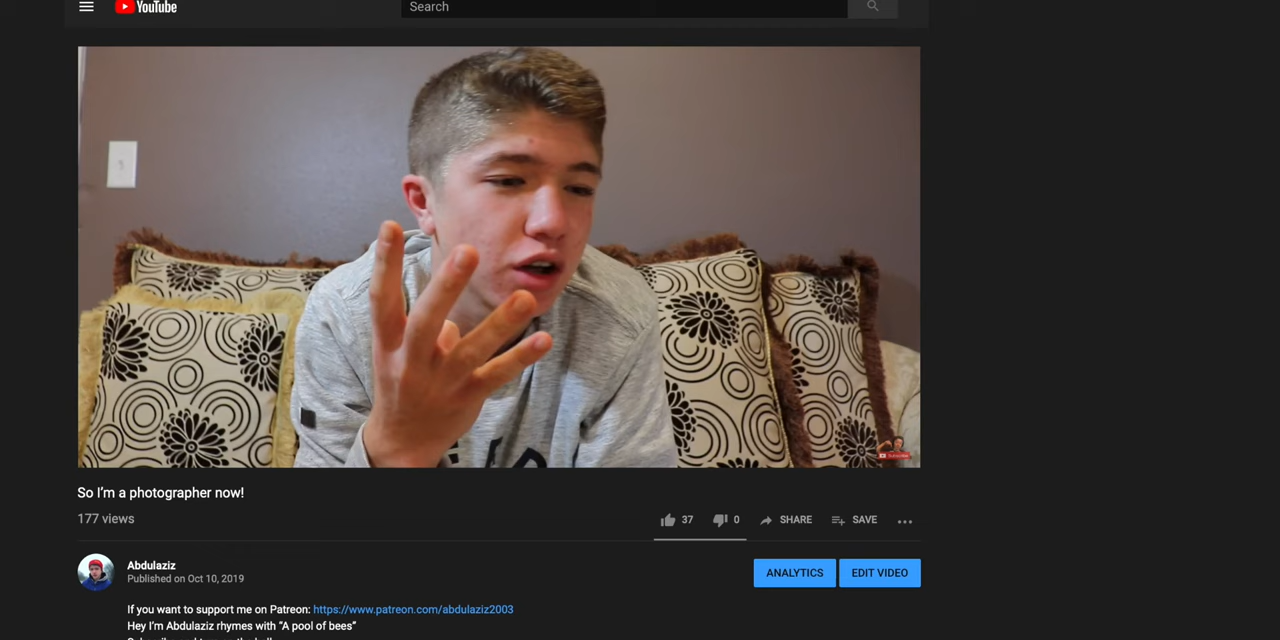 YouTube
Search
Subscribe
So I'm a photographer now!
177 views
37
0
SHARE
SAVE
Abdulaziz
Published on Oct 10, 2019
ANALYTICS
EDIT VIDEO
If you want to support me on Patreon: https://www.patreon.com/abdulaziz2003
Hey I'm Abdulaziz rhymes with "A pool of bees"